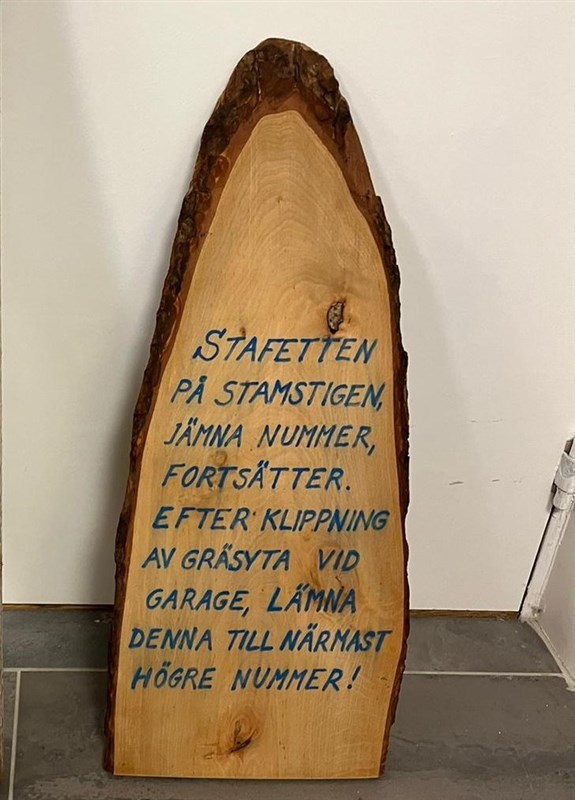 STAFETTEN
PÅ STAMSTIGEN,
JÄMNA NUMMER,
FORTSÄTTER.
EFTER KLIPPNING
AV GRÄSYTA VID
GARAGE, LÄMNA
DENNA TILL NÄRMAST
HÖGRE NUMMER!